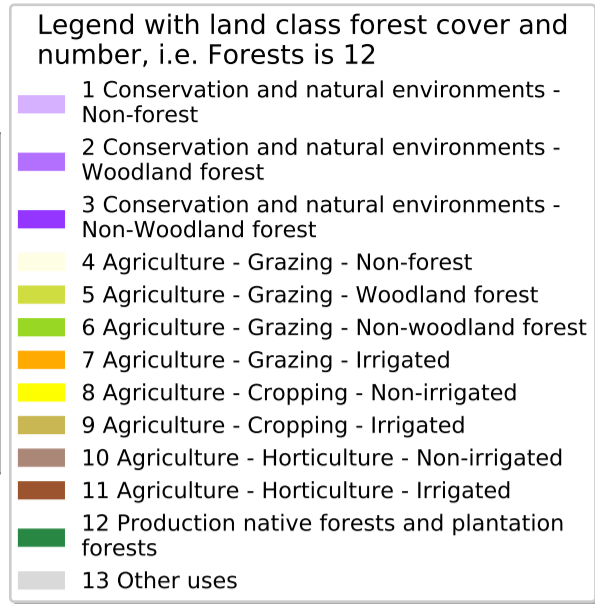 Legend with land class forest cover and
number, i.e. Forests is 12
1 Conservation and natural environments -
Non-forest
2 Conservation and natural environments -
Woodland forest
3 Conservation and natural environments -
Non-Woodland forest
4 Agriculture - Grazing - Non-forest
5 Agriculture - Grazing - Woodland forest
6 Agriculture - Grazing - Non-woodland forest
7 Agriculture - Grazing - Irrigated
8 Agriculture - Cropping - Non-irrigated
9 Agriculture - Cropping - Irrigated
10 Agriculture - Horticulture - Non-irrigated
11 Agriculture - Horticulture - Irrigated
12 Production native forests and plantation
forests
13 Other uses